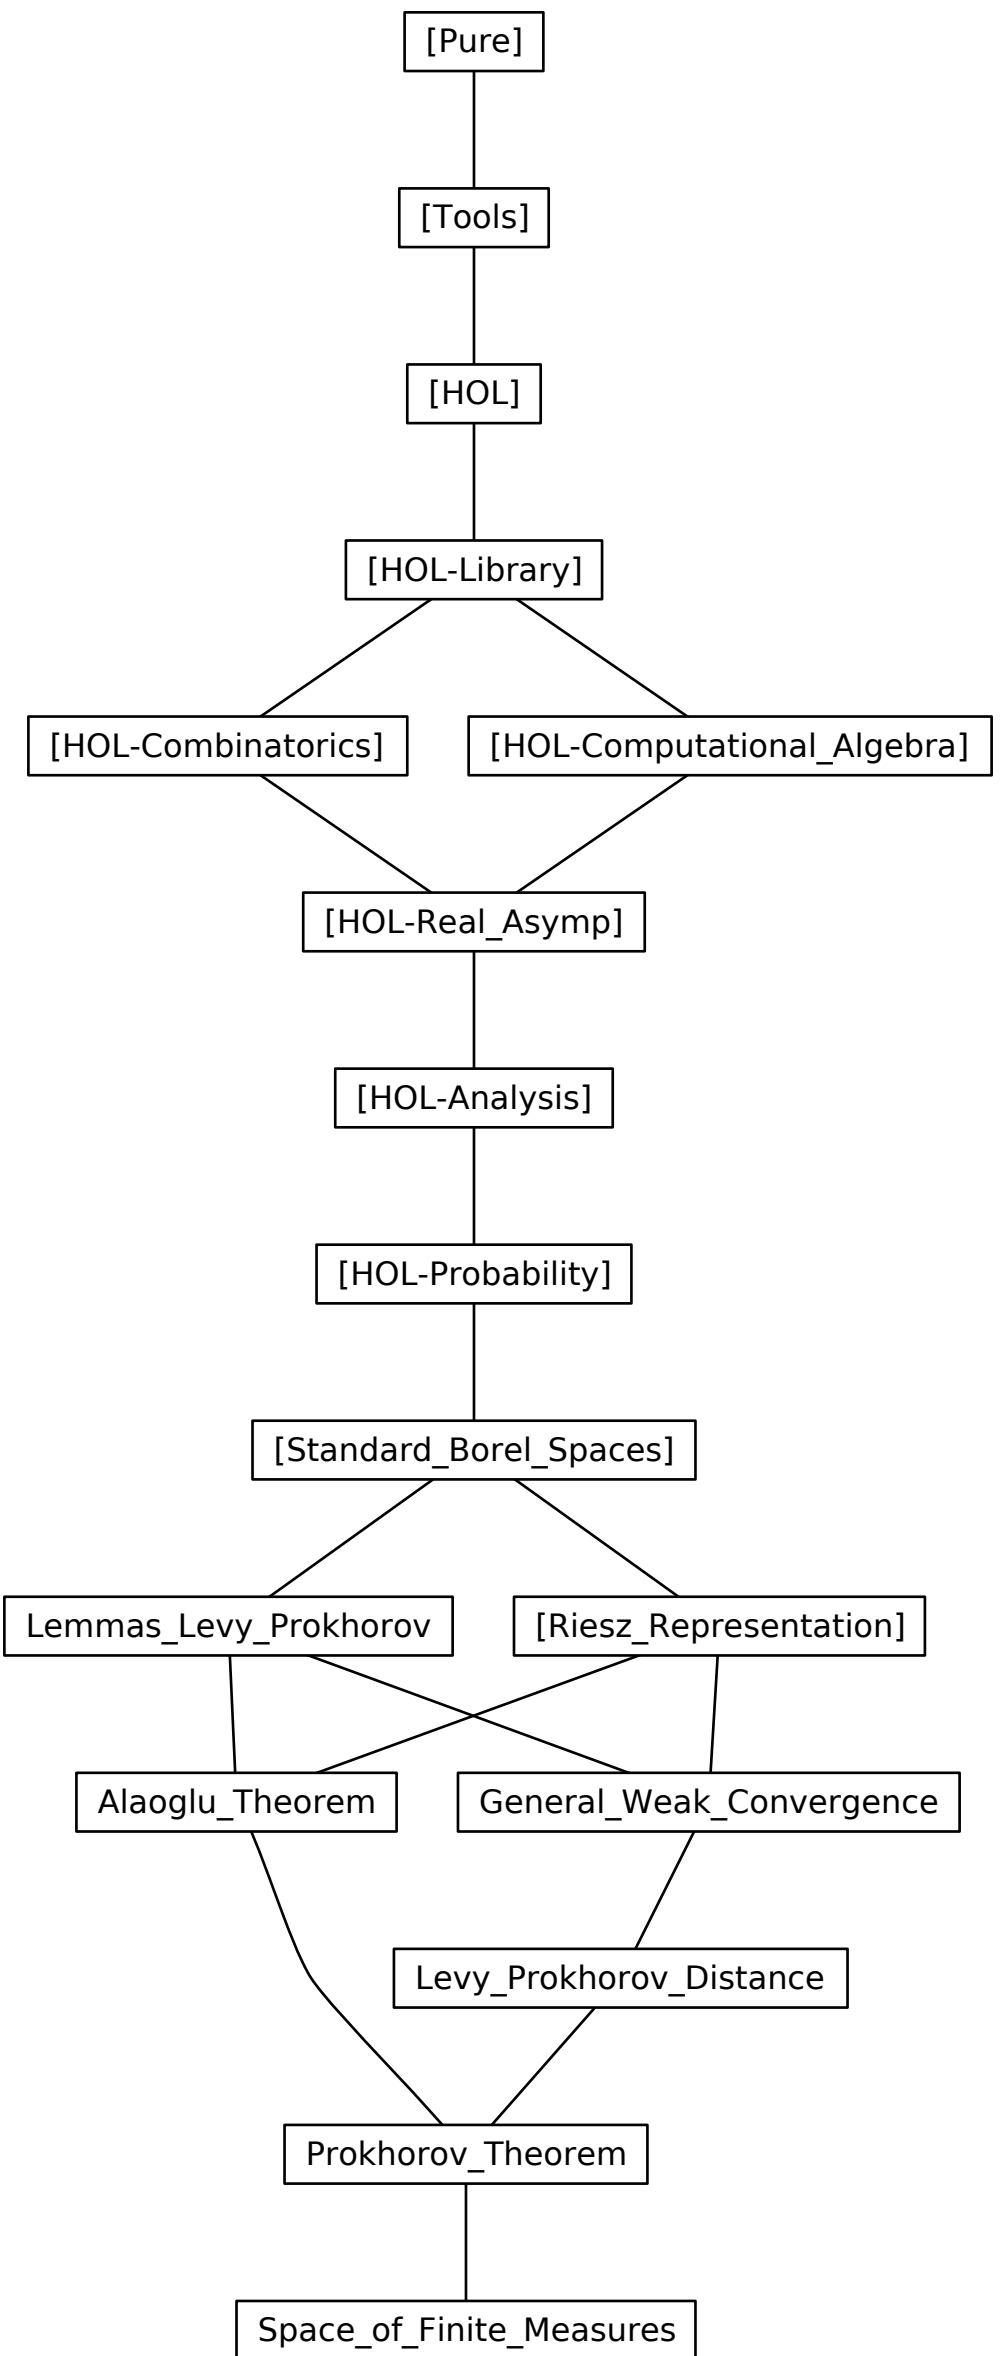 [Pure]
[Tools]
[HOL]
[HOL-Library]
[HOL-Combinatorics]
[HOL-Computational_Algebra]
[HOL-Real_Asymp]
[HOL-Analysis]
[HOL-Probability]
[Standard_Borel_Spaces]
Lemmas_Levy_Prokhorov
[Riesz_Representation]
Alaoglu_Theorem
General_Weak_Convergence
Levy_Prokhorov_Distance
Prokhorov_Theorem
Space_of_Finite_Measures